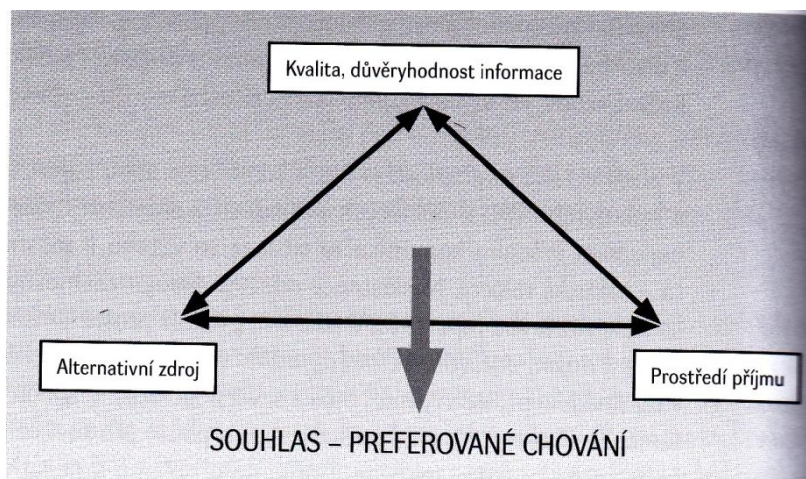 Kvalita, důvěryhodnost informace
Alternativní zdroj
Prostředí příjmu
SOUHLAS – PREFEROVANÉ CHOVÁNÍ